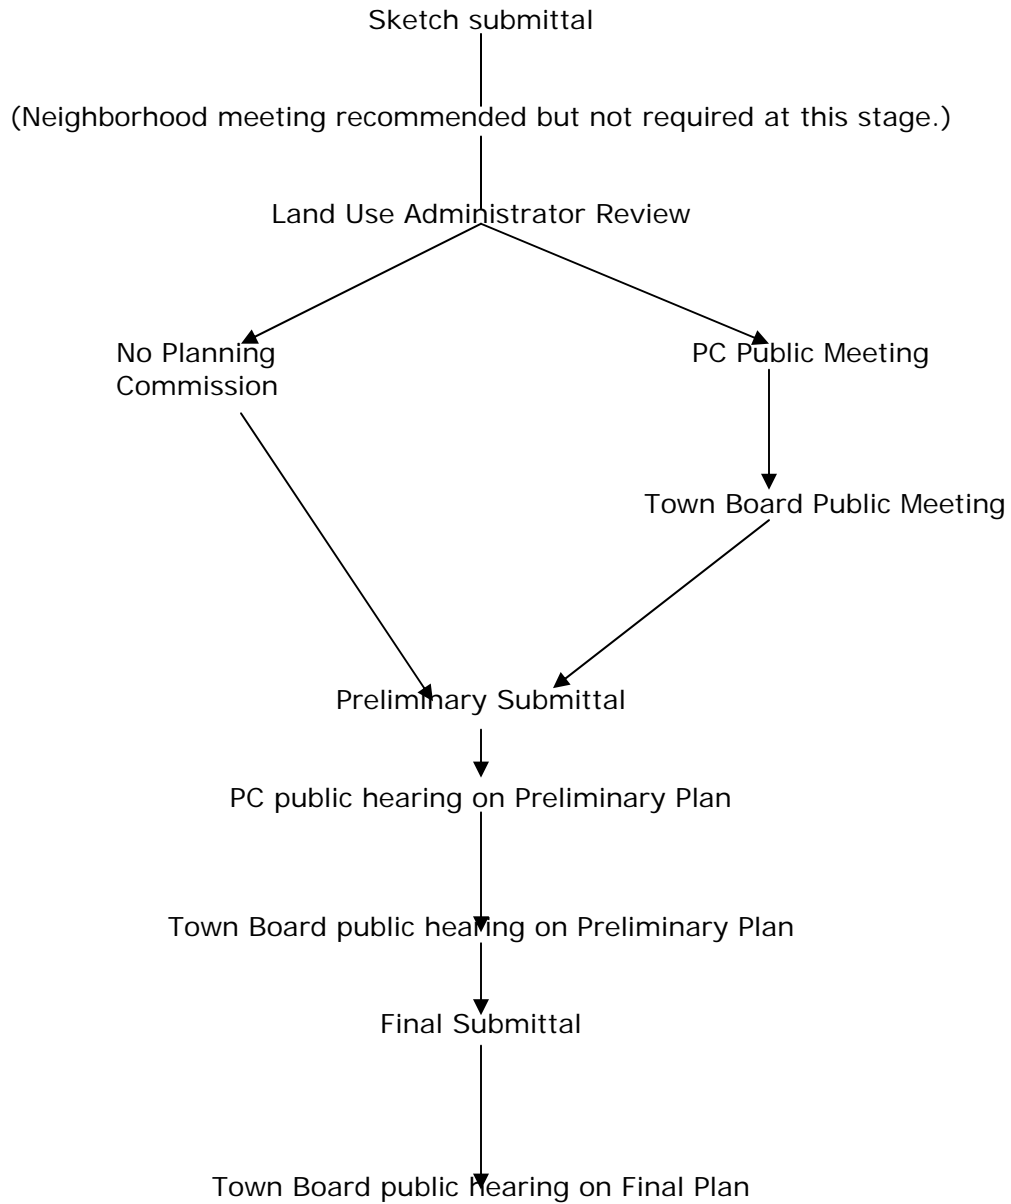 Sketch submittal
(Neighborhood meeting recommended but not required at this stage.)
Land Use Administrator Review
No Planning
Commission
PC Public Meeting
Town Board Public Meeting
Preliminary Submittal
PC public hearing on Preliminary Plan
Town Board public hearing on Preliminary Plan
Final Submittal
Town Board public hearing on Final Plan